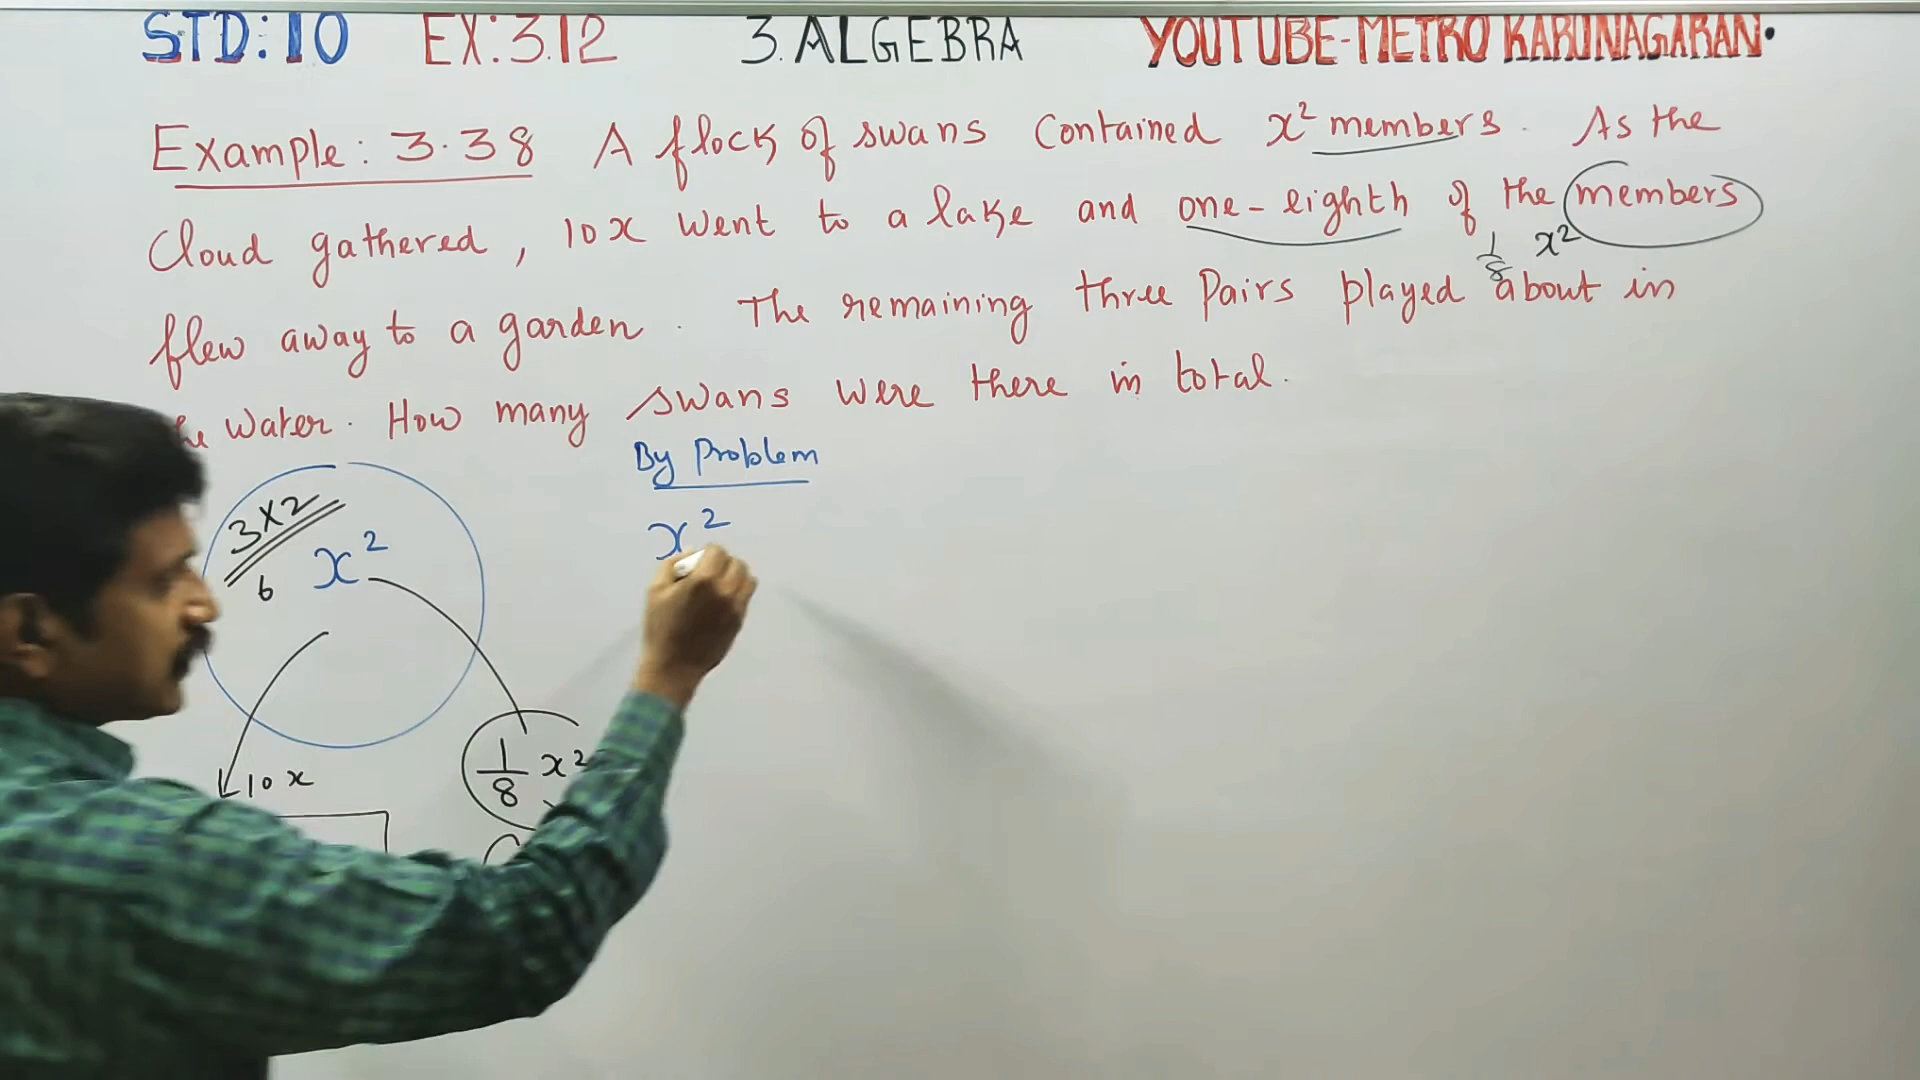 STD: 10 EX: 3.12 3. ALGEBRA YOUTUBE-METRO KARUNAGARAN.
Example: 3.38 A flock of swans contained x² members. As the
Cloud gathered, 10x went to a lake and one-eighth of the members
1/8 x²
flew away to a garden. The remaining three Pairs played about in
water. How many swans were there in total.
By Problem
3x2
6
x²
x²
10x
1/8 x²